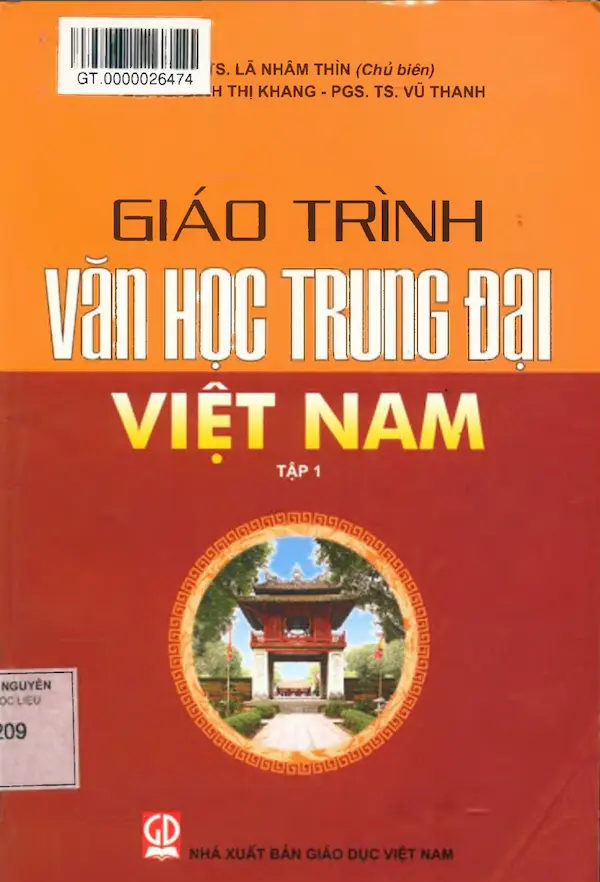 GT.0000026474
TS. LÃ NHÂM THÌN (Chủ biên)
THỊ KHANG - PGS. TS. VŨ THANH
GIÁO TRÌNH
VĂN HỌC TRUNG ĐẠI
VIỆT NAM
TẬP 1
NGUYÊN
LIỆU
209
GD
NHÀ XUẤT BẢN GIÁO DỤC VIỆT NAM